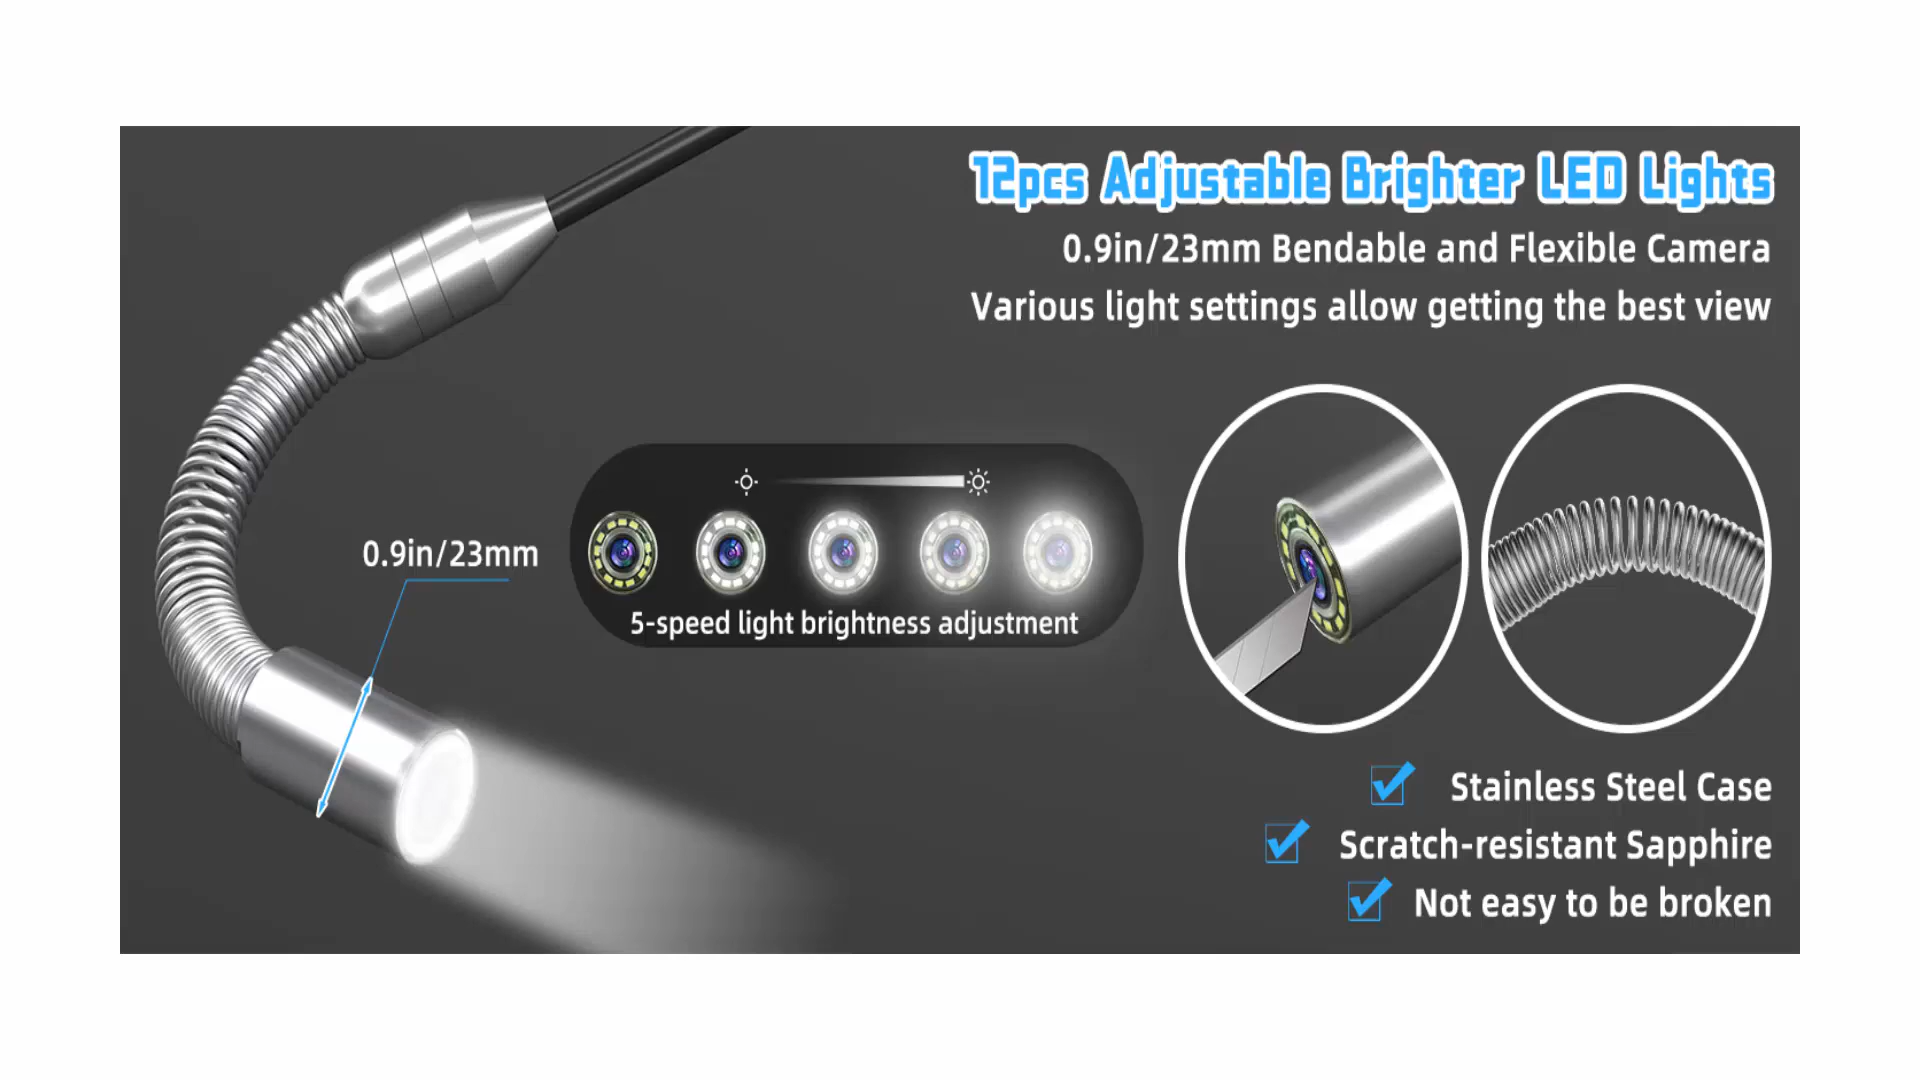 12pcs Adjustable Brighter LED Lights
0.9in/23mm Bendable and Flexible Camera
Various light settings allow getting the best view
0.9in/23mm
5-speed light brightness adjustment
Stainless Steel Case
Scratch-resistant Sapphire
Not easy to be broken